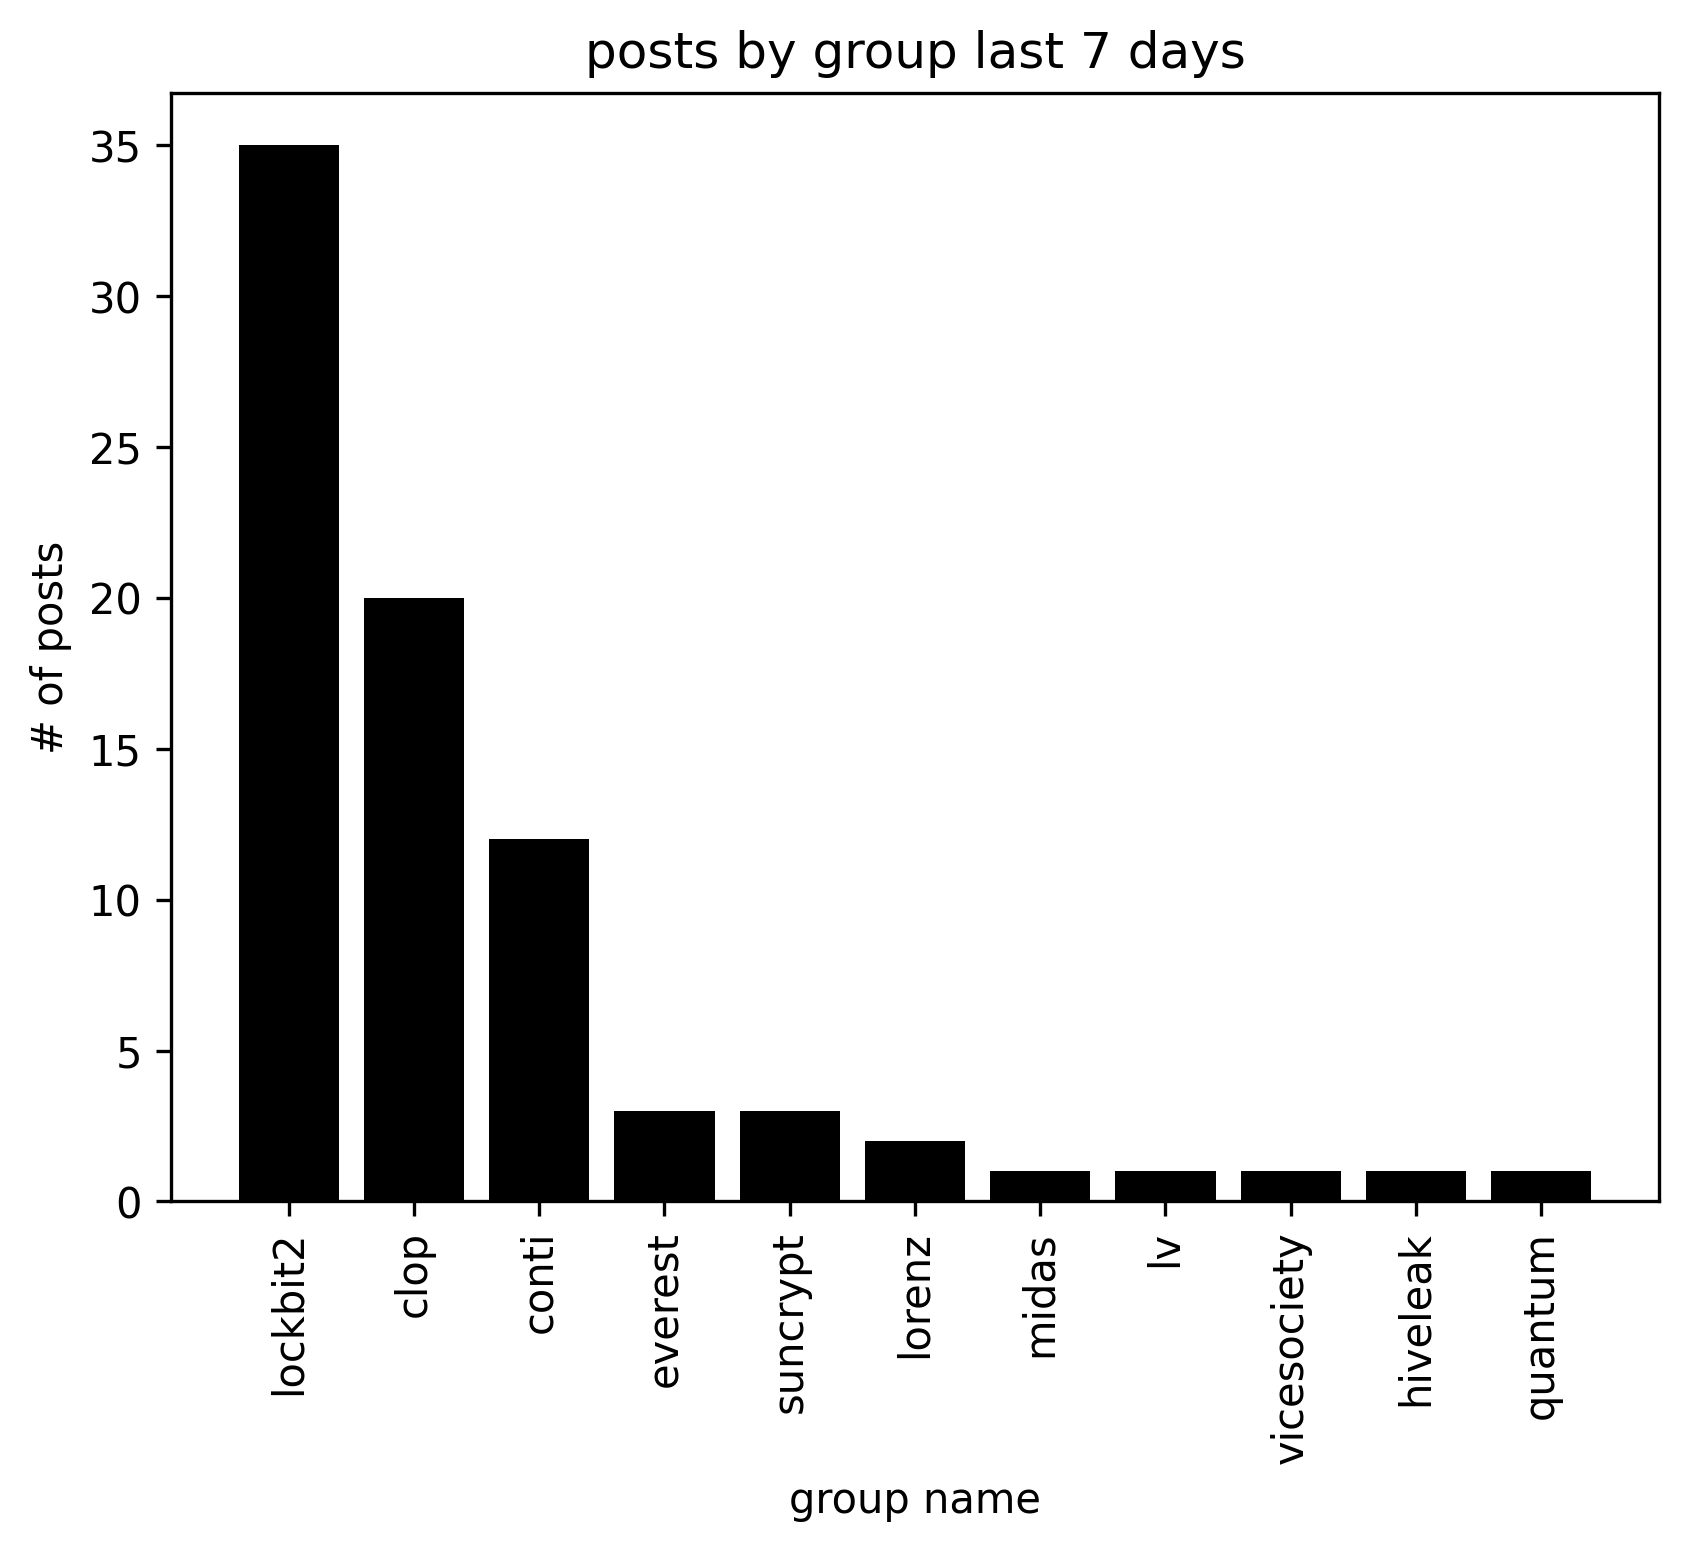 posts by group last 7 days
35
30
25
20
15
10
5
0
# of posts
lockbit2
clop
conti
everest
suncrypt
lorenz
midas
lv
vicesociety
hiveleak
quantum
group name